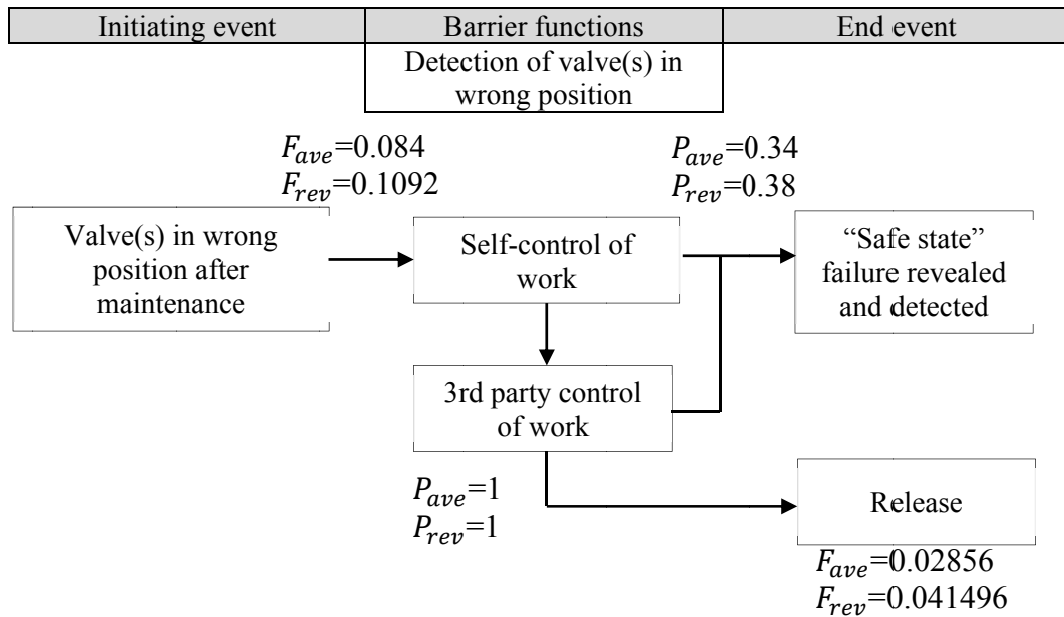 Initiating event
Barrier functions
End event
Detection of valve(s) in
wrong position
F_ave=0.084
F_rev=0.1092
P_ave=0.34
P_rev=0.38
Valve(s) in wrong
position after
maintenance
Self-control of
work
“Safe state”
failure revealed
and detected
3rd party control
of work
P_ave=1
P_rev=1
Release
F_ave=0.02856
F_rev=0.041496